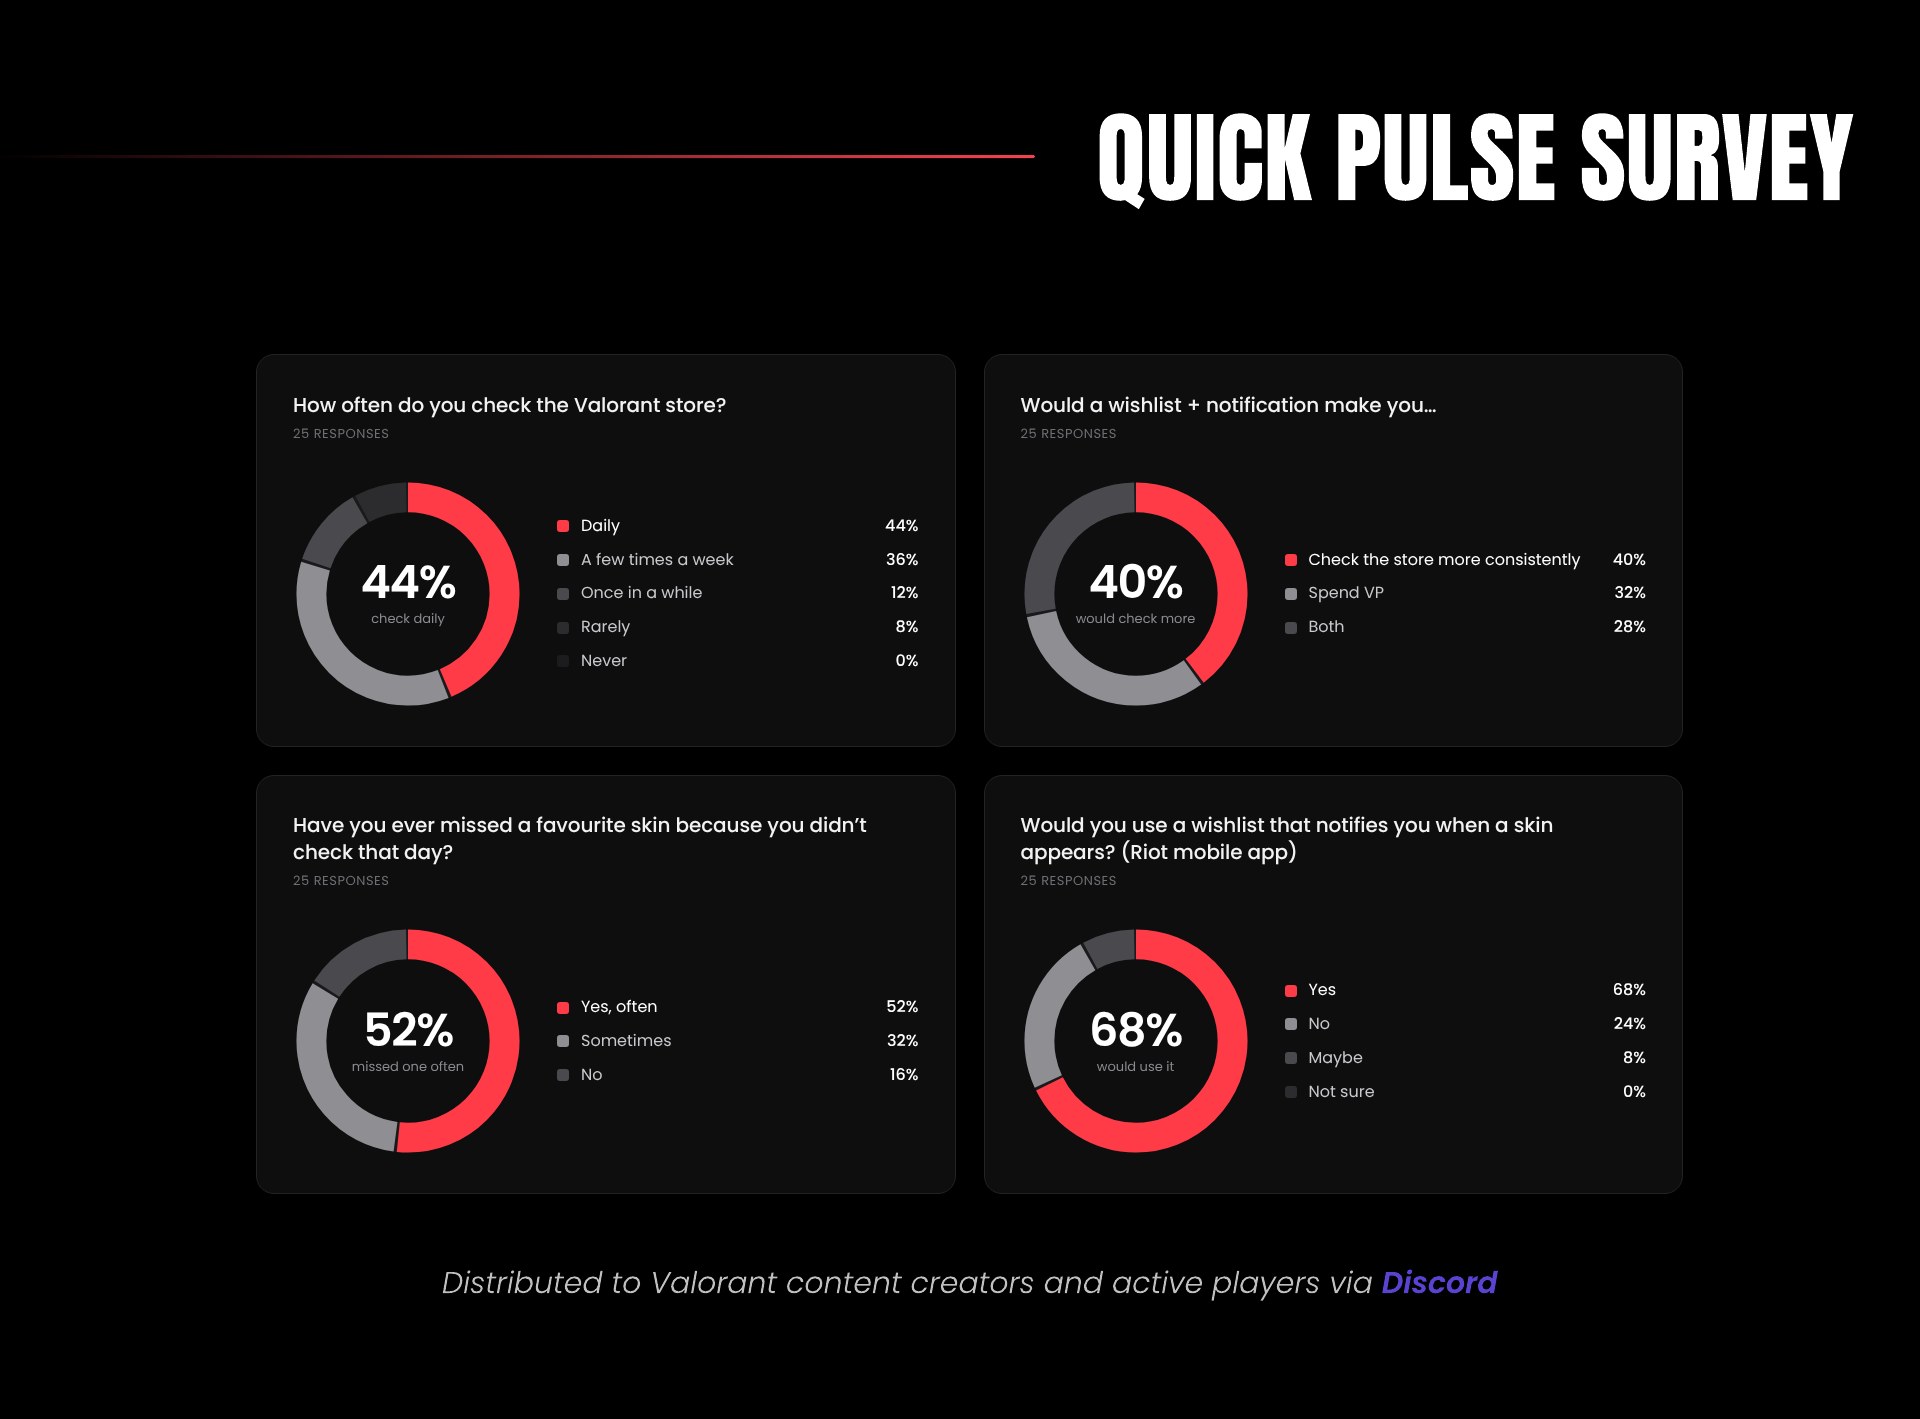 QUICK PULSE SURVEY
How often do you check the Valorant store?
25 RESPONSES
44%
check daily
Daily 44%
A few times a week 36%
Once in a while 12%
Rarely 8%
Never 0%
Would a wishlist + notification make you...
25 RESPONSES
40%
would check more
Check the store more consistently 40%
Spend VP 32%
Both 28%
Have you ever missed a favourite skin because you didn’t
check that day?
25 RESPONSES
52%
missed one often
Yes, often 52%
Sometimes 32%
No 16%
Would you use a wishlist that notifies you when a skin
appears? (Riot mobile app)
25 RESPONSES
68%
would use it
Yes 68%
No 24%
Maybe 8%
Not sure 0%
Distributed to Valorant content creators and active players via Discord